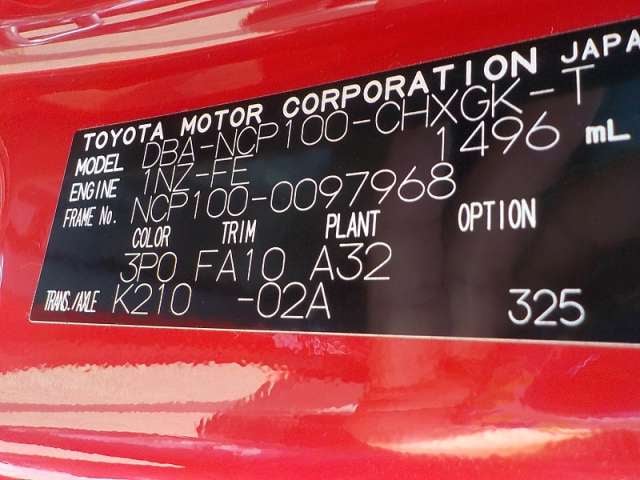 TOYOTA MOTOR CORPORATION JAPA
MODEL DBA-NCP100-CHXGK-T
ENGINE 1NZ-FE 1496 mL
FRAME No. NCP100-0097968
COLOR TRIM PLANT OPTION
3P0 FA10 A32
TRANS./AXLE K210 -02A 325